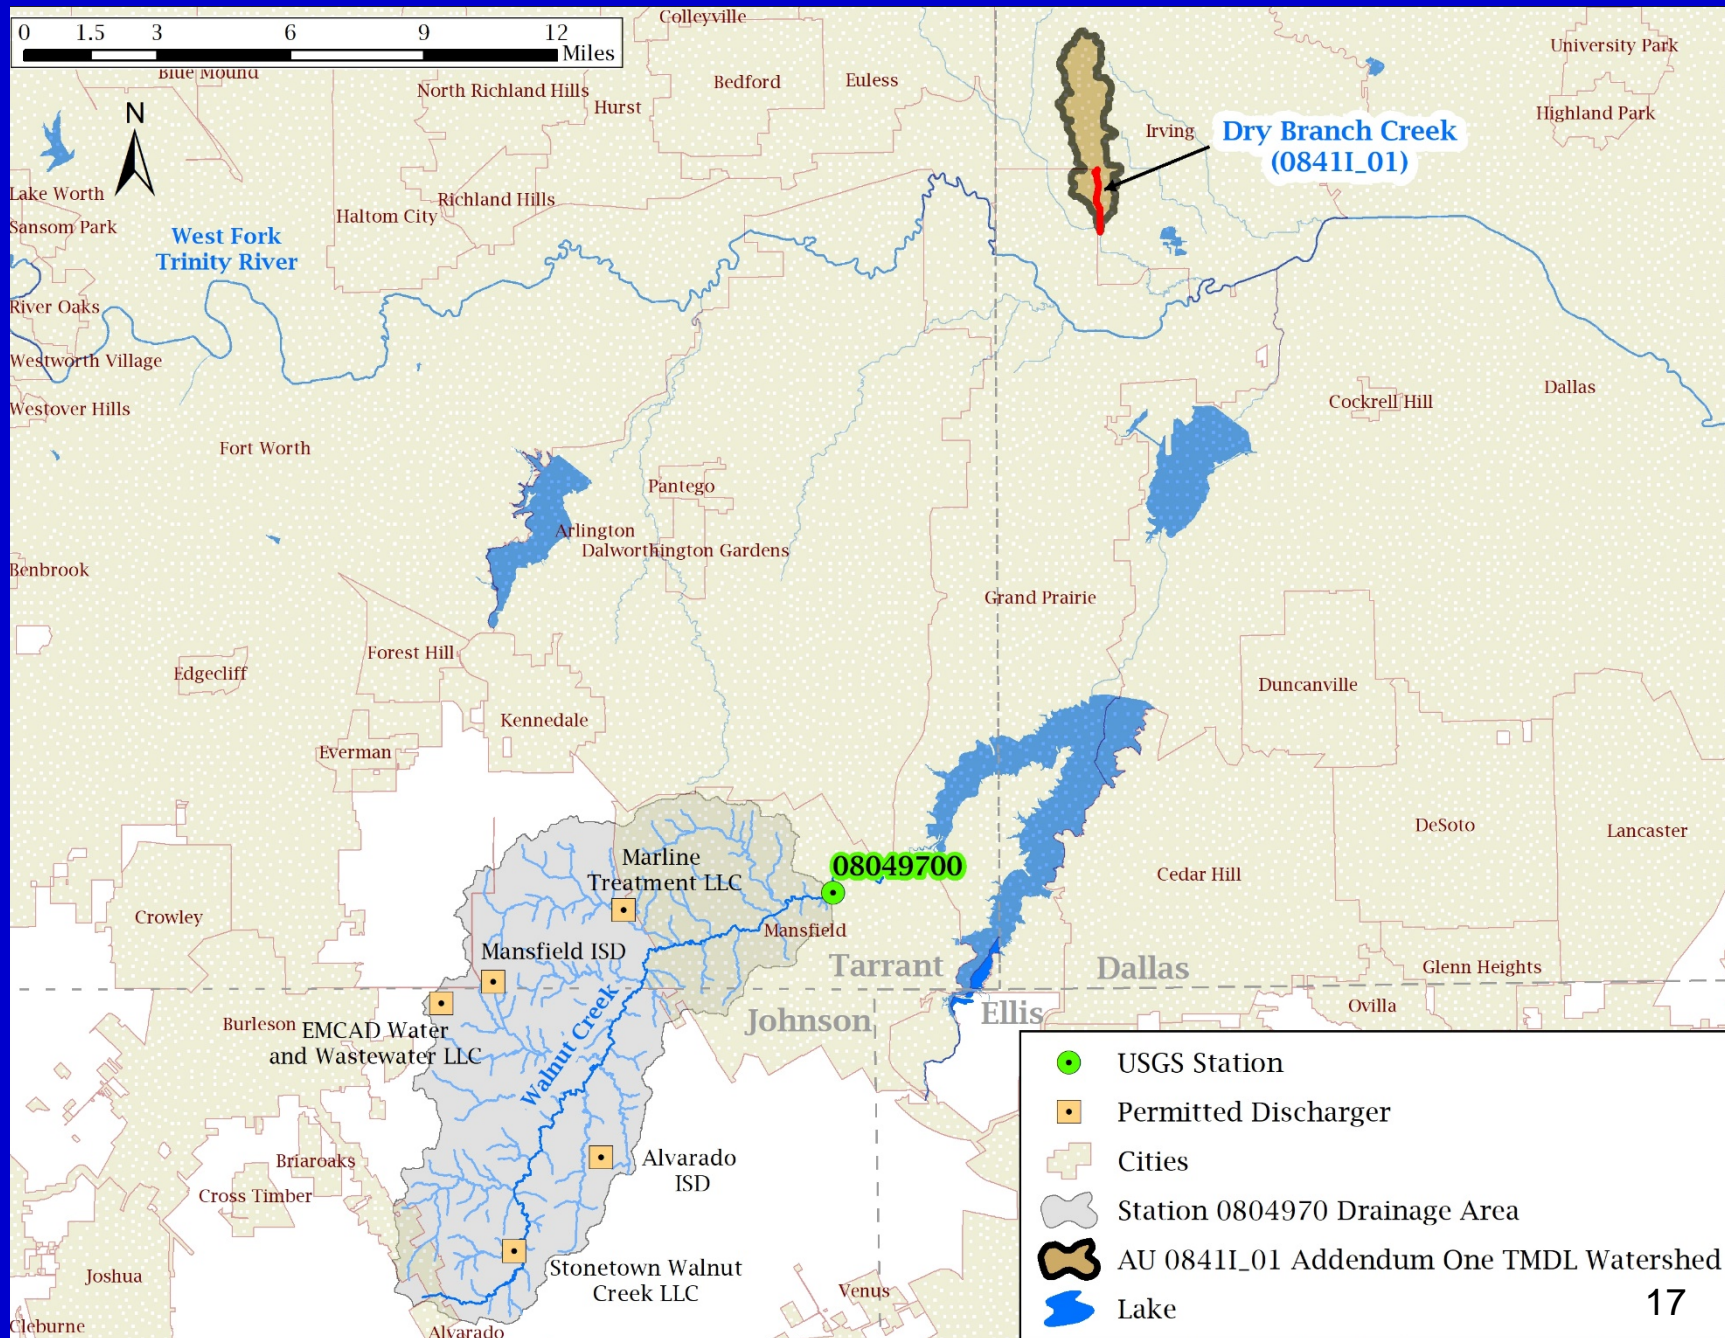 0 1.5 3 6 9 12
Miles
N
Colleyville
Blue Mound
North Richland Hills
Hurst
Bedford
Euless
University Park
Highland Park
Irving
Dry Branch Creek
(0841I_01)
Lake Worth
Sansom Park
Haltom City
Richland Hills
West Fork
Trinity River
River Oaks
Westworth Village
Westover Hills
Fort Worth
Cockrell Hill
Dallas
Pantego
Arlington
Dalworthington Gardens
Benbrook
Grand Prairie
Forest Hill
Edgecliff
Duncanville
Kennedale
Everman
DeSoto
Lancaster
Marline
Treatment LLC
08049700
Cedar Hill
Crowley
Mansfield
Mansfield ISD
Tarrant
Dallas
Glenn Heights
Ovilla
Burleson
EMCAD Water
and Wastewater LLC
Walnut Creek
Johnson
Ellis
Briaroaks
Cross Timber
Alvarado
ISD
Stonetown Walnut
Creek LLC
Joshua
Venus
Cleburne
Alvarado
USGS Station
Permitted Discharger
Cities
Station 0804970 Drainage Area
AU 0841I_01 Addendum One TMDL Watershed
Lake
17